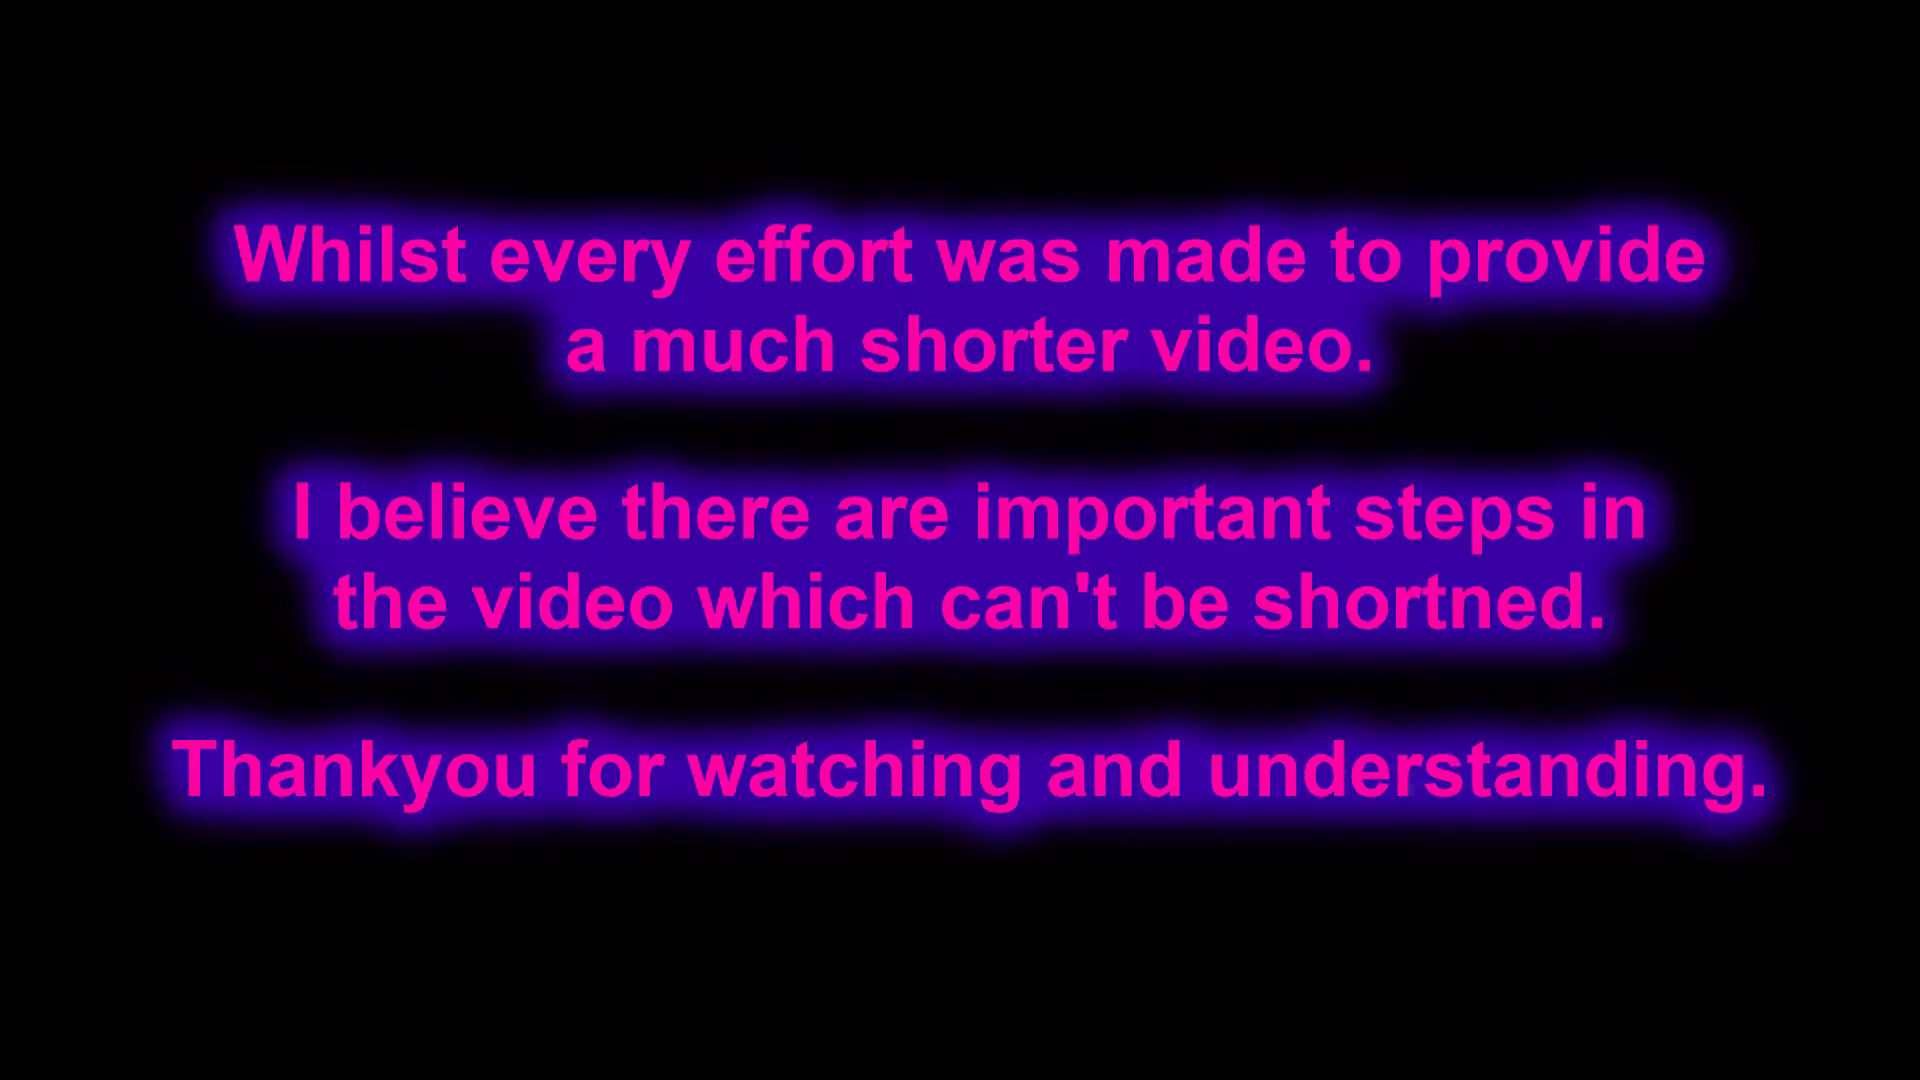 Whilst every effort was made to provide
a much shorter video.
I believe there are important steps in
the video which can't be shortned.
Thankyou for watching and understanding.